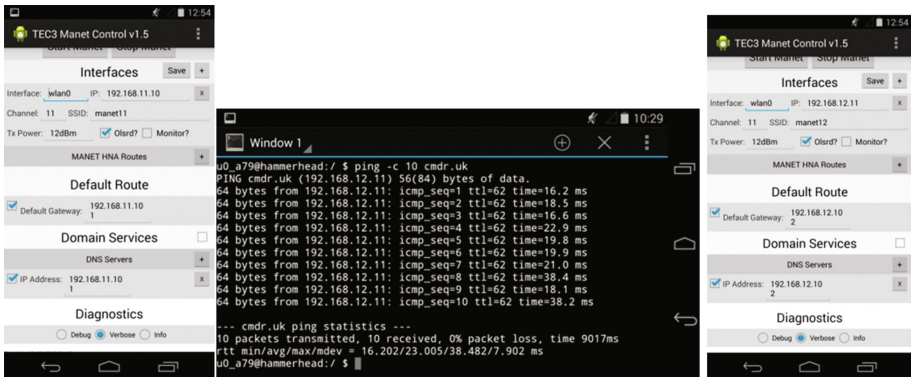 12:54
TEC3 Manet Control v1.5
Start Manet Stop Manet
Interfaces Save +
Interface: wlan0 IP: 192.168.11.10 x
Channel: 11 SSID: manet11
Tx Power: 12dBm Olsrd? Monitor?
MANET HNA Routes +
Default Route
Default Gateway: 192.168.11.10
1
Domain Services
DNS Servers +
IP Address: 192.168.11.10 x
1
Diagnostics
Debug Verbose Info
10:29
Window 1
u0_a79@hammerhead:/ $ ping -c 10 cmdr.uk
PING cmdr.uk (192.168.12.11) 56(84) bytes of data.
64 bytes from 192.168.12.11: icmp_seq=1 ttl=62 time=16.2 ms
64 bytes from 192.168.12.11: icmp_seq=2 ttl=62 time=18.5 ms
64 bytes from 192.168.12.11: icmp_seq=3 ttl=62 time=16.6 ms
64 bytes from 192.168.12.11: icmp_seq=4 ttl=62 time=22.9 ms
64 bytes from 192.168.12.11: icmp_seq=5 ttl=62 time=19.8 ms
64 bytes from 192.168.12.11: icmp_seq=6 ttl=62 time=19.9 ms
64 bytes from 192.168.12.11: icmp_seq=7 ttl=62 time=21.0 ms
64 bytes from 192.168.12.11: icmp_seq=8 ttl=62 time=38.4 ms
64 bytes from 192.168.12.11: icmp_seq=9 ttl=62 time=18.1 ms
64 bytes from 192.168.12.11: icmp_seq=10 ttl=62 time=38.2 ms
--- cmdr.uk ping statistics ---
10 packets transmitted, 10 received, 0% packet loss, time 9017ms
rtt min/avg/max/mdev = 16.202/23.005/38.482/7.902 ms
u0_a79@hammerhead:/ $
12:54
TEC3 Manet Control v1.5
Start Manet Stop Manet
Interfaces Save +
Interface: wlan0 IP: 192.168.12.11 x
Channel: 11 SSID: manet12
Tx Power: 12dBm Olsrd? Monitor?
MANET HNA Routes +
Default Route
Default Gateway: 192.168.12.10
2
Domain Services
DNS Servers +
IP Address: 192.168.12.10 x
2
Diagnostics
Debug Verbose Info